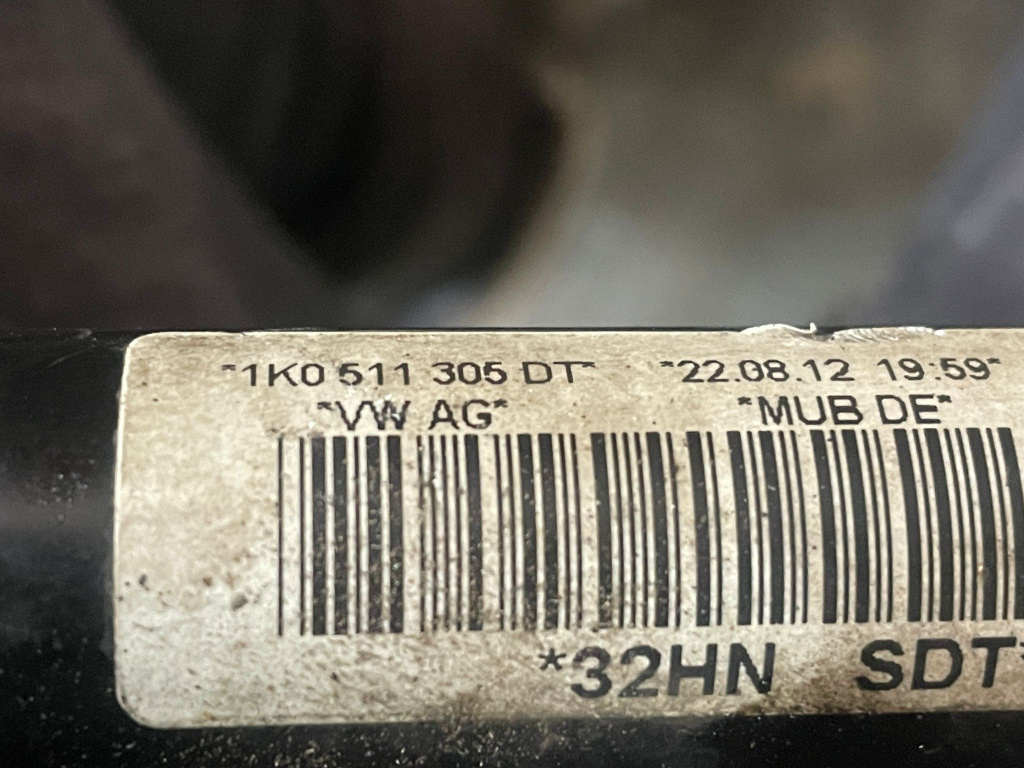 *1K0 511 305 DT* *22.08.12 19:59*
*VW AG* *MUB DE*
*32HN SDT*